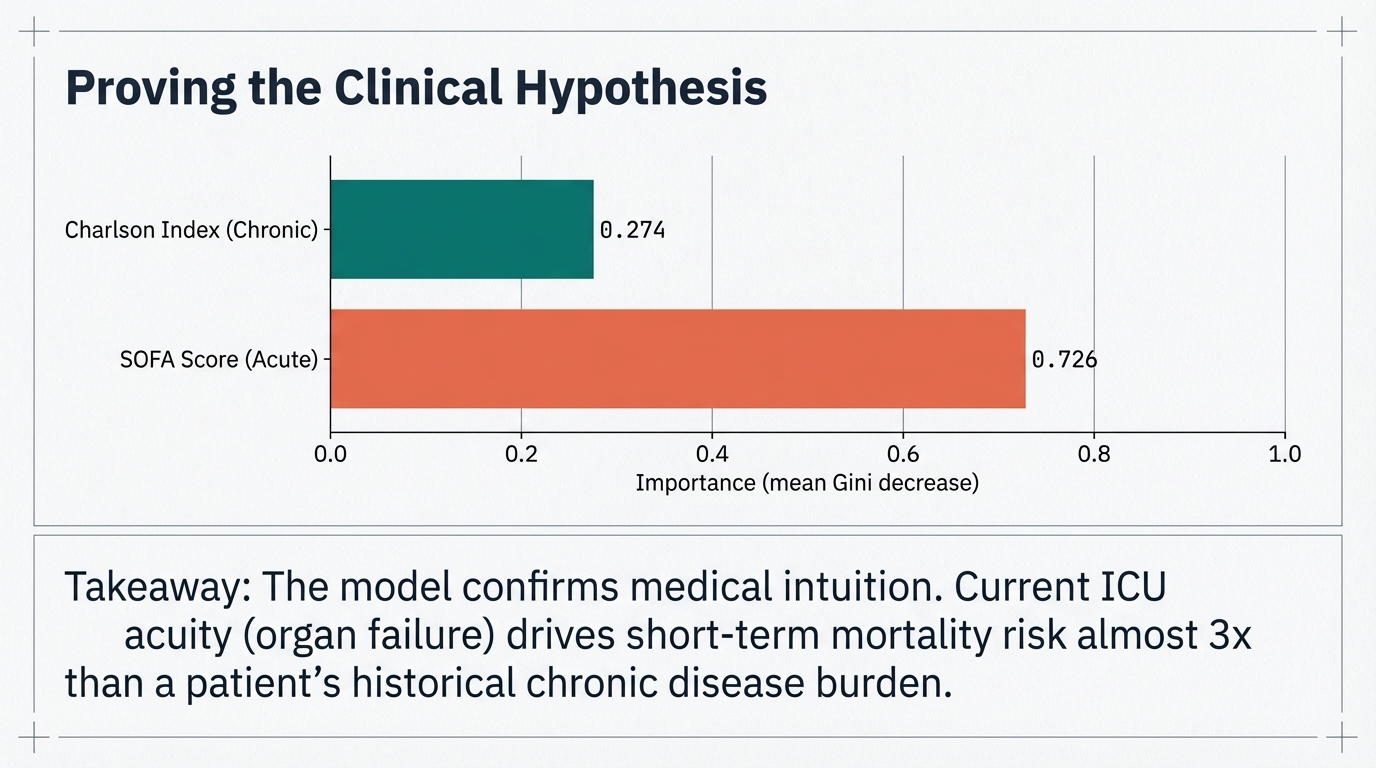 Proving the Clinical Hypothesis
Charlson Index (Chronic)
0.274
SOFA Score (Acute)
0.726
0.0 0.2 0.4 0.6 0.8 1.0
Importance (mean Gini decrease)
Takeaway: The model confirms medical intuition. Current ICU
acuity (organ failure) drives short-term mortality risk almost 3x
than a patient’s historical chronic disease burden.